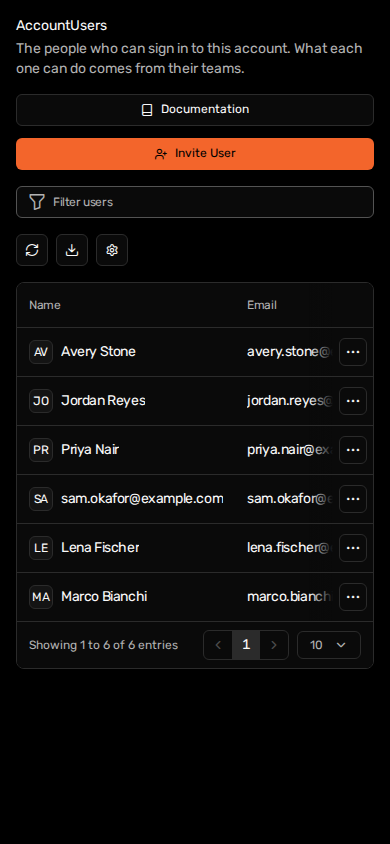 AccountUsers
The people who can sign in to this account. What each
one can do comes from their teams.
Documentation
Invite User
Filter users
Name Email
AV Avery Stone avery.stone@
JO Jordan Reyes jordan.reyes@
PR Priya Nair priya.nair@ex
SA sam.okafor@example.com sam.okafor@e
LE Lena Fischer lena.fischer@
MA Marco Bianchi marco.bianch
Showing 1 to 6 of 6 entries 1 10